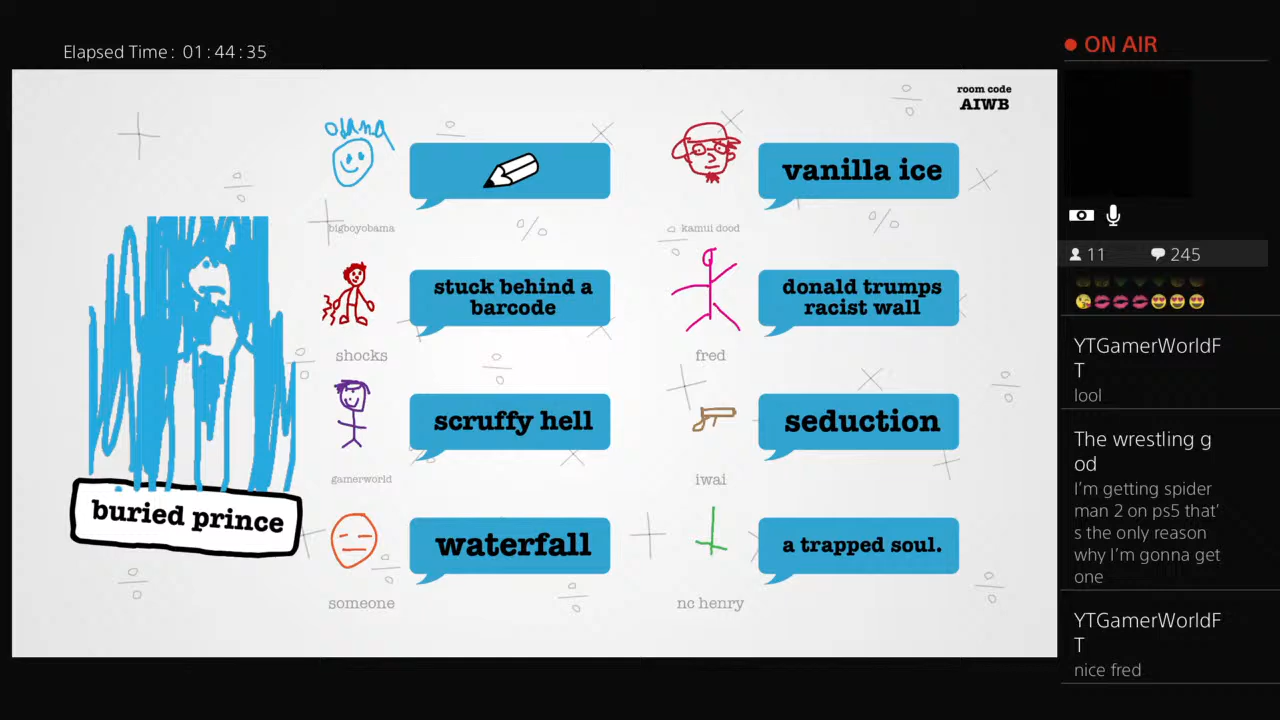 Elapsed Time: 01:44:35
ON AIR
room code
AIWB
obama
bigboyobama
vanilla ice
kamui dood
stuck behind a
barcode
shocks
donald trumps
racist wall
fred
scruffy hell
gamerworld
seduction
iwai
waterfall
someone
a trapped soul.
nc henry
buried prince
11
245
YTGamerWorldF
T
lool
The wrestling g
od
I'm getting spider
man 2 on ps5 that'
s the only reason
why I'm gonna get
one
YTGamerWorldF
T
nice fred